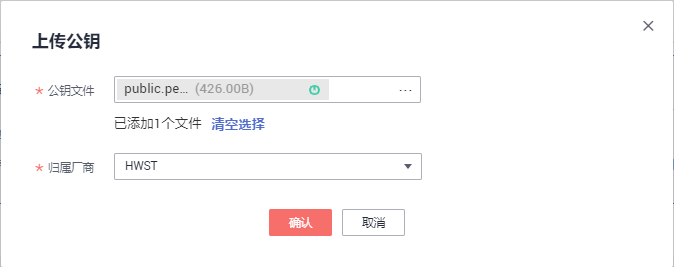 上传公钥
* 公钥文件 public.pe... (426.00B) ...
已添加1个文件 清空选择
* 归属厂商 HWST
确认 取消